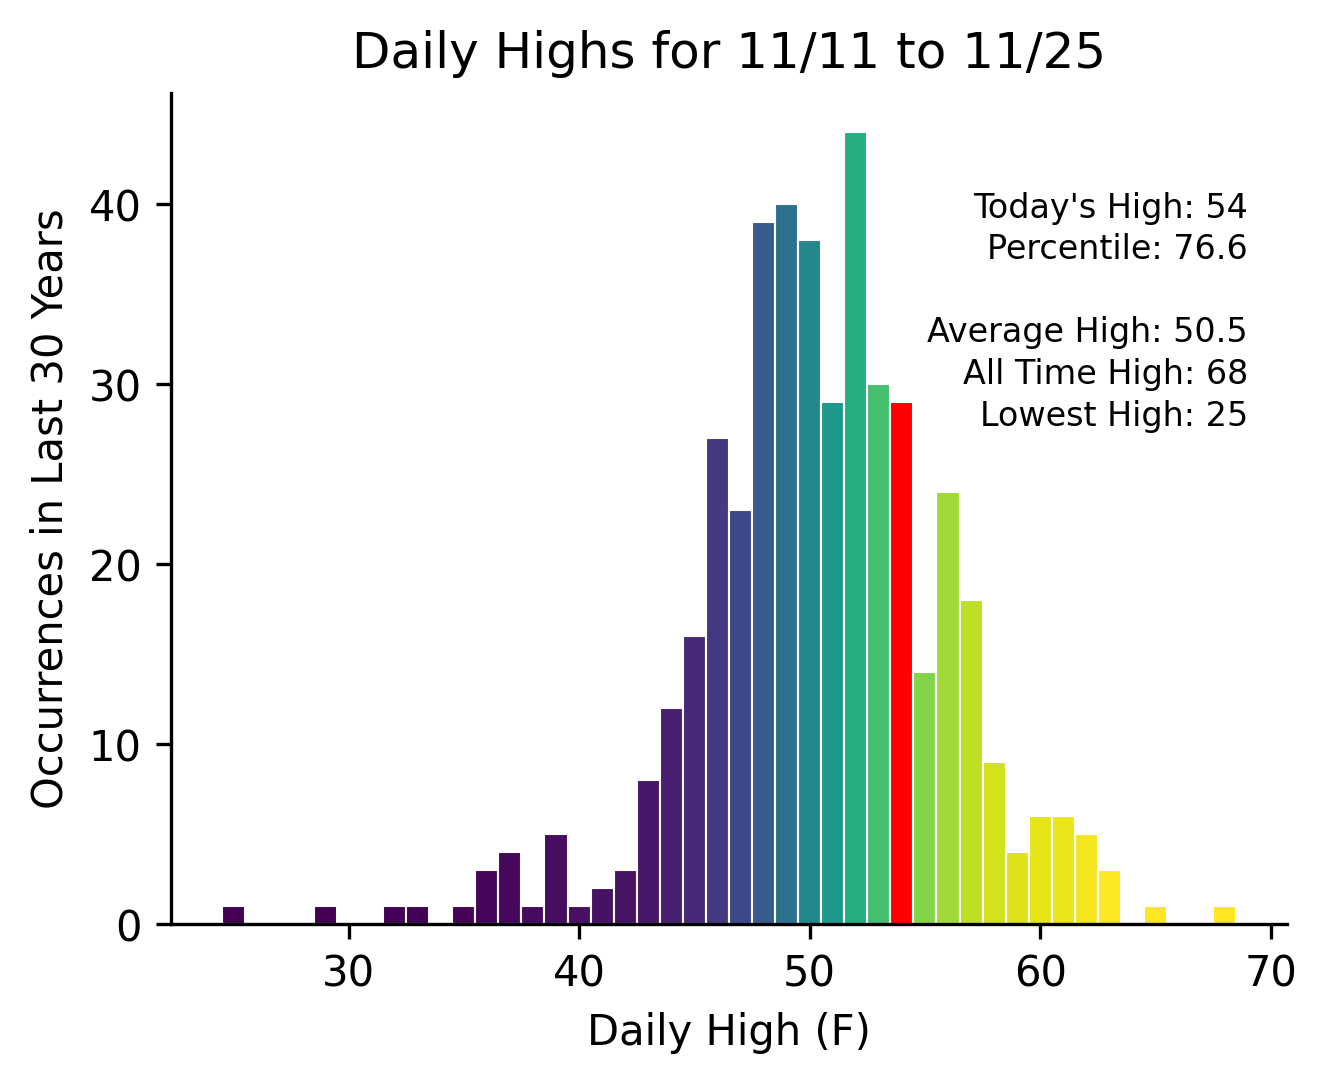 Daily Highs for 11/11 to 11/25
Occurrences in Last 30 Years
40
30
20
10
0
Today's High: 54
Percentile: 76.6
Average High: 50.5
All Time High: 68
Lowest High: 25
30 40 50 60 70
Daily High (F)